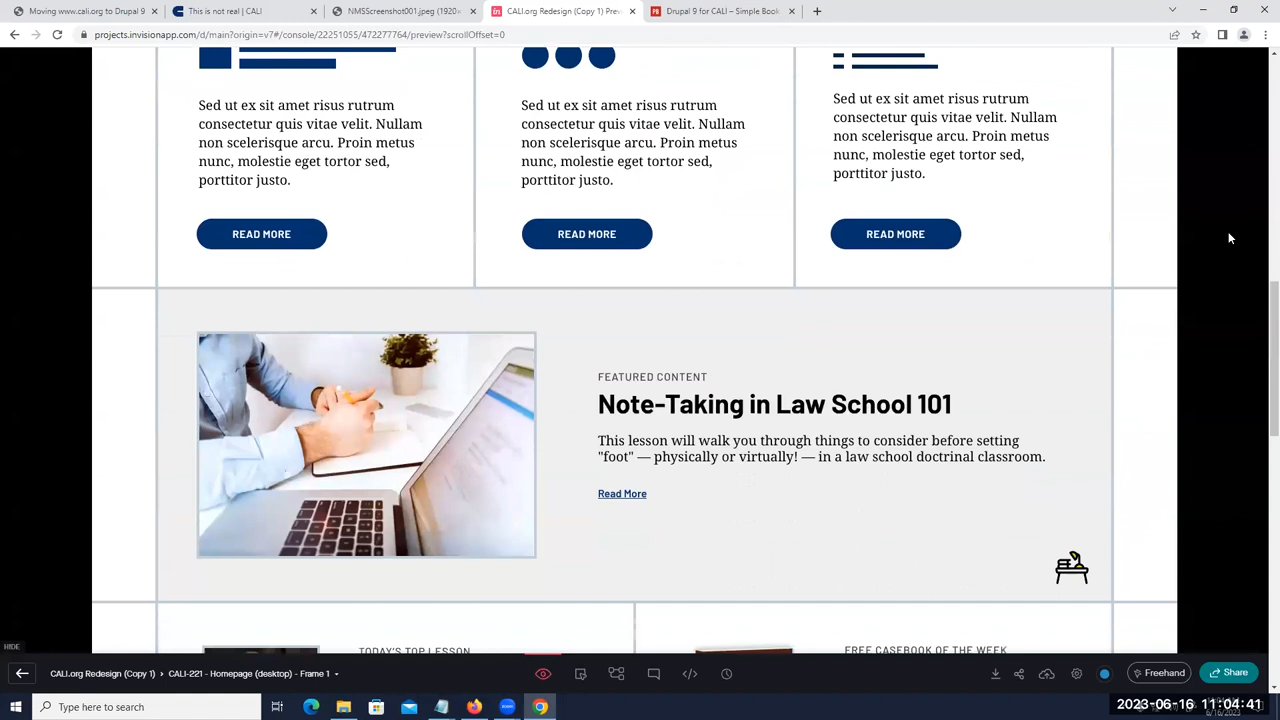 Moving www.cali.org to Drupal 9
This is not real | CALI
NMSScreenshot001.jpeg (1920×
CALI.org Redesign (Copy 1) Prev
Drupal 9 for CALI – Simple Book
projects.invisionapp.com/d/main?origin=v7#/console/22251055/472277764/preview?scrollOffset=0
Sed ut ex sit amet risus rutrum
consectetur quis vitae velit. Nullam
non scelerisque arcu. Proin metus
nunc, molestie eget tortor sed,
porttitor justo.
READ MORE
Sed ut ex sit amet risus rutrum
consectetur quis vitae velit. Nullam
non scelerisque arcu. Proin metus
nunc, molestie eget tortor sed,
porttitor justo.
READ MORE
Sed ut ex sit amet risus rutrum
consectetur quis vitae velit. Nullam
non scelerisque arcu. Proin metus
nunc, molestie eget tortor sed,
porttitor justo.
READ MORE
FEATURED CONTENT
Note-Taking in Law School 101
This lesson will walk you through things to consider before setting
"foot" — physically or virtually! — in a law school doctrinal classroom.
Read More
TODAY'S TOP LESSON
FREE CASEBOOK OF THE WEEK
HIDE
CALI.org Redesign (Copy 1) › CALI-221 - Homepage (desktop) - Frame 1
Freehand
Share
Type here to search
zoom
2023-06-16 11:04:41